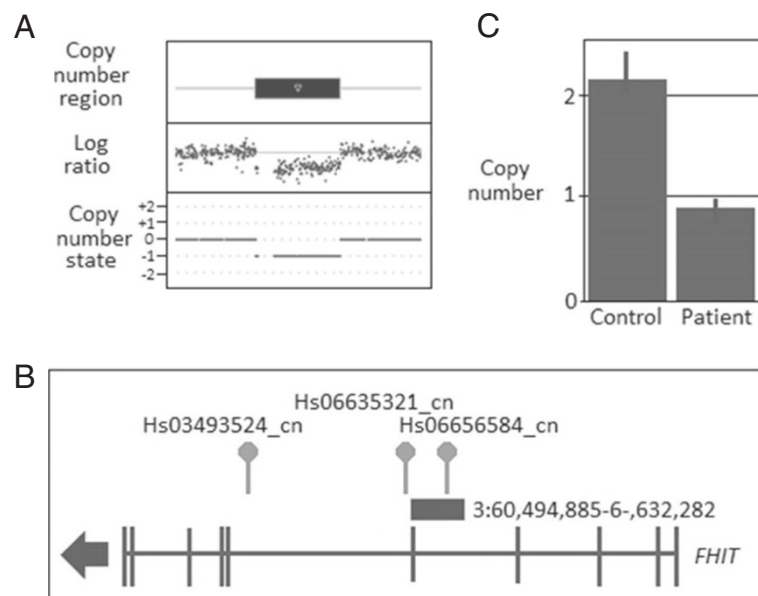 A
Copy
number
region
Log
ratio
Copy
number
state
+2
+1
0
-1
-2
C
Copy
number
2
1
0
Control Patient
B
Hs06635321_cn
Hs03493524_cn Hs06656584_cn
3:60,494,885-6-,632,282
FHIT